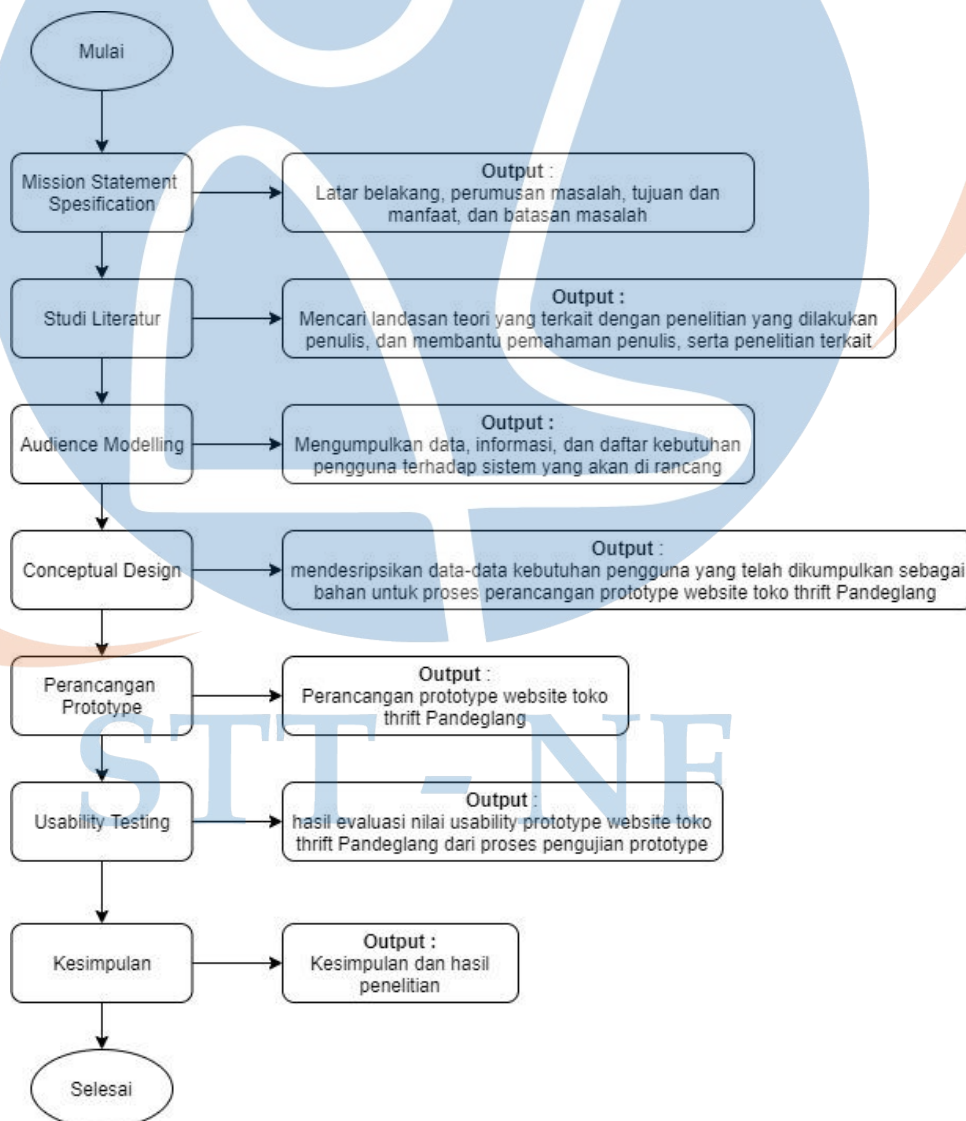 Mulai
Mission Statement
Spesification
Output :
Latar belakang, perumusan masalah, tujuan dan
manfaat, dan batasan masalah
Studi Literatur
Output :
Mencari landasan teori yang terkait dengan penelitian yang dilakukan
penulis, dan membantu pemahaman penulis, serta penelitian terkait
Audience Modelling
Output :
Mengumpulkan data, informasi, dan daftar kebutuhan
pengguna terhadap sistem yang akan di rancang
Conceptual Design
Output :
mendesripsikan data-data kebutuhan pengguna yang telah dikumpulkan sebagai
bahan untuk proses perancangan prototype website toko thrift Pandeglang
Perancangan
Prototype
Output :
Perancangan prototype website toko
thrift Pandeglang
STT - NF
Usability Testing
Output :
hasil evaluasi nilai usability prototype website toko
thrift Pandeglang dari proses pengujian prototype
Kesimpulan
Output :
Kesimpulan dan hasil
penelitian
Selesai